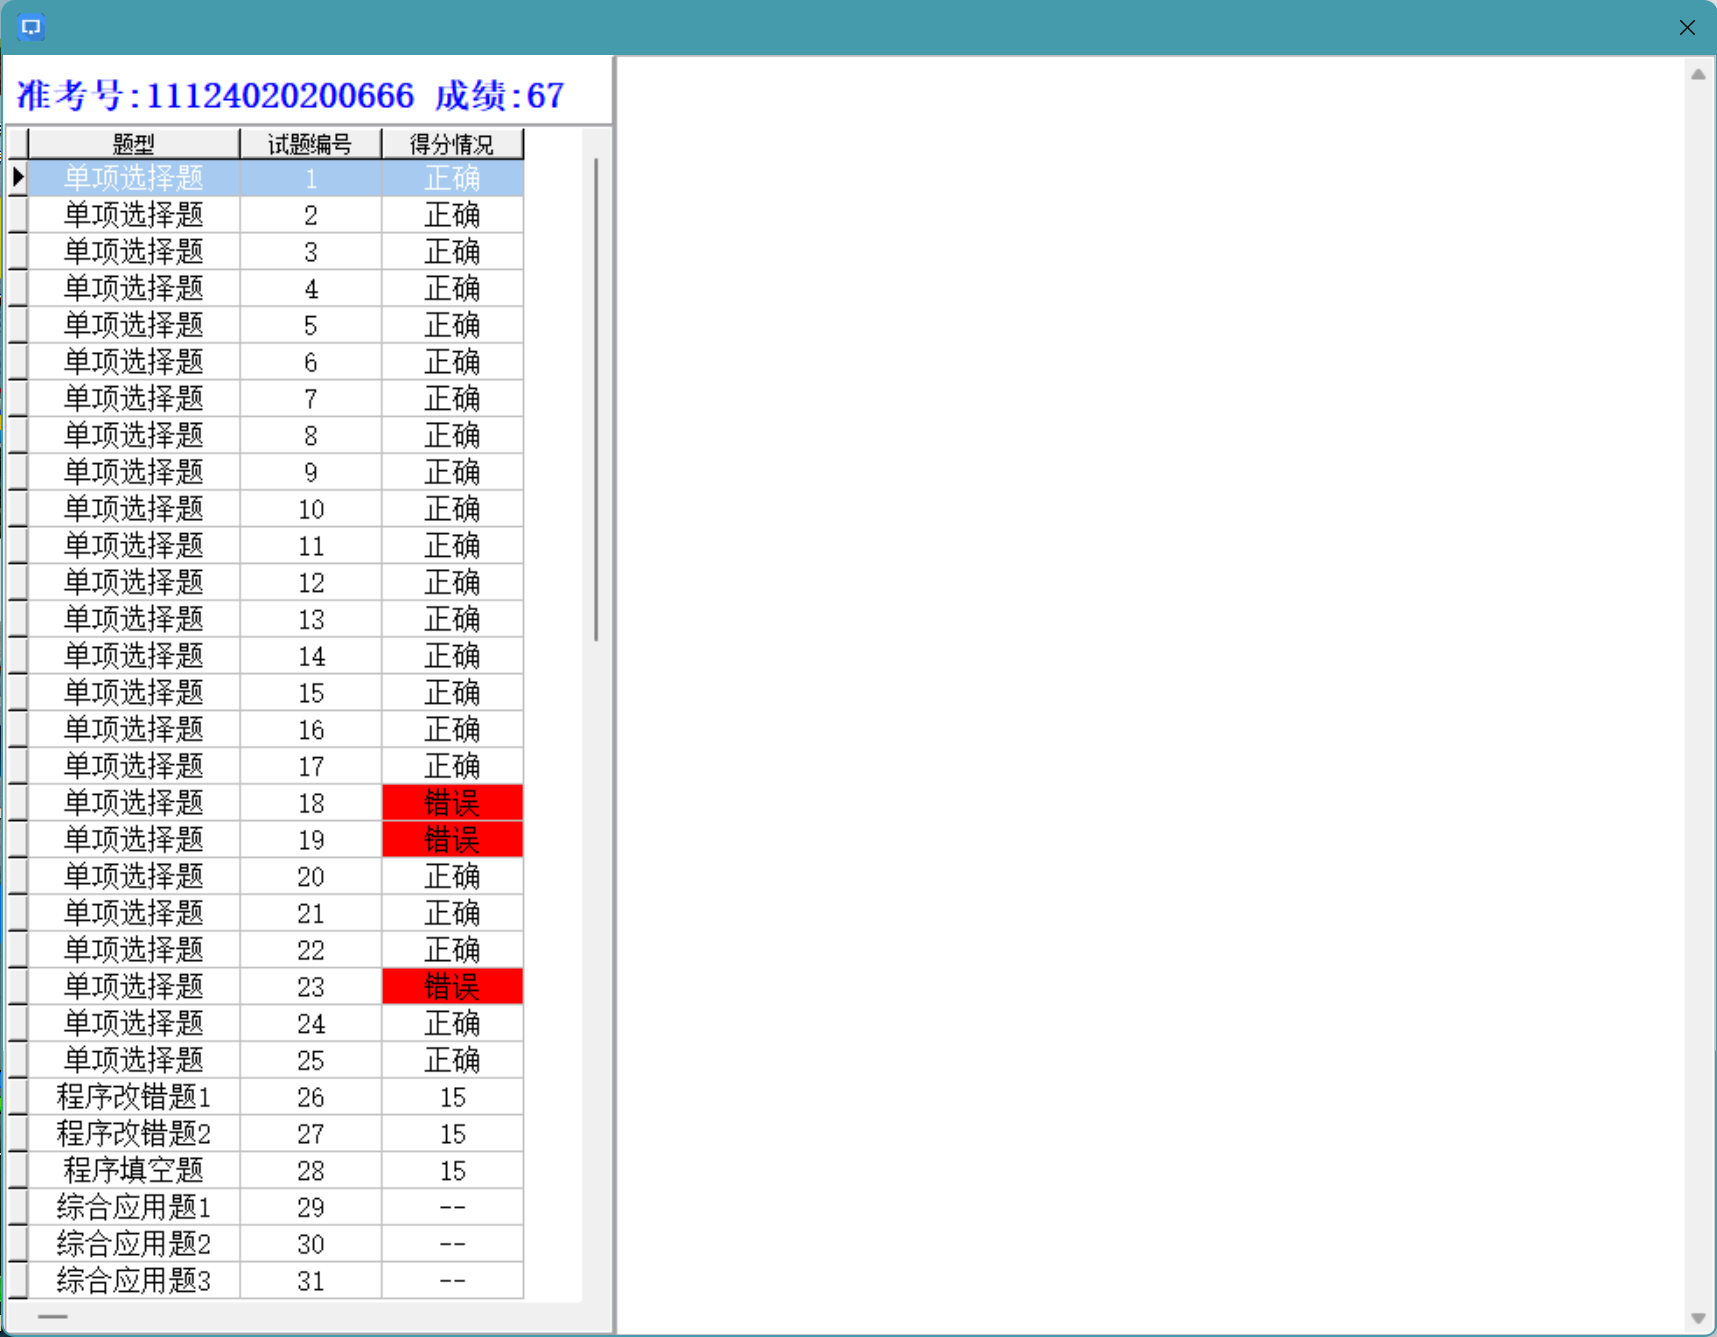 准考号:11124020200666 成绩:67
题型 试题编号 得分情况
单项选择题 1 正确
单项选择题 2 正确
单项选择题 3 正确
单项选择题 4 正确
单项选择题 5 正确
单项选择题 6 正确
单项选择题 7 正确
单项选择题 8 正确
单项选择题 9 正确
单项选择题 10 正确
单项选择题 11 正确
单项选择题 12 正确
单项选择题 13 正确
单项选择题 14 正确
单项选择题 15 正确
单项选择题 16 正确
单项选择题 17 正确
单项选择题 18 错误
单项选择题 19 错误
单项选择题 20 正确
单项选择题 21 正确
单项选择题 22 正确
单项选择题 23 错误
单项选择题 24 正确
单项选择题 25 正确
程序改错题1 26 15
程序改错题2 27 15
程序填空题 28 15
综合应用题1 29 --
综合应用题2 30 --
综合应用题3 31 --